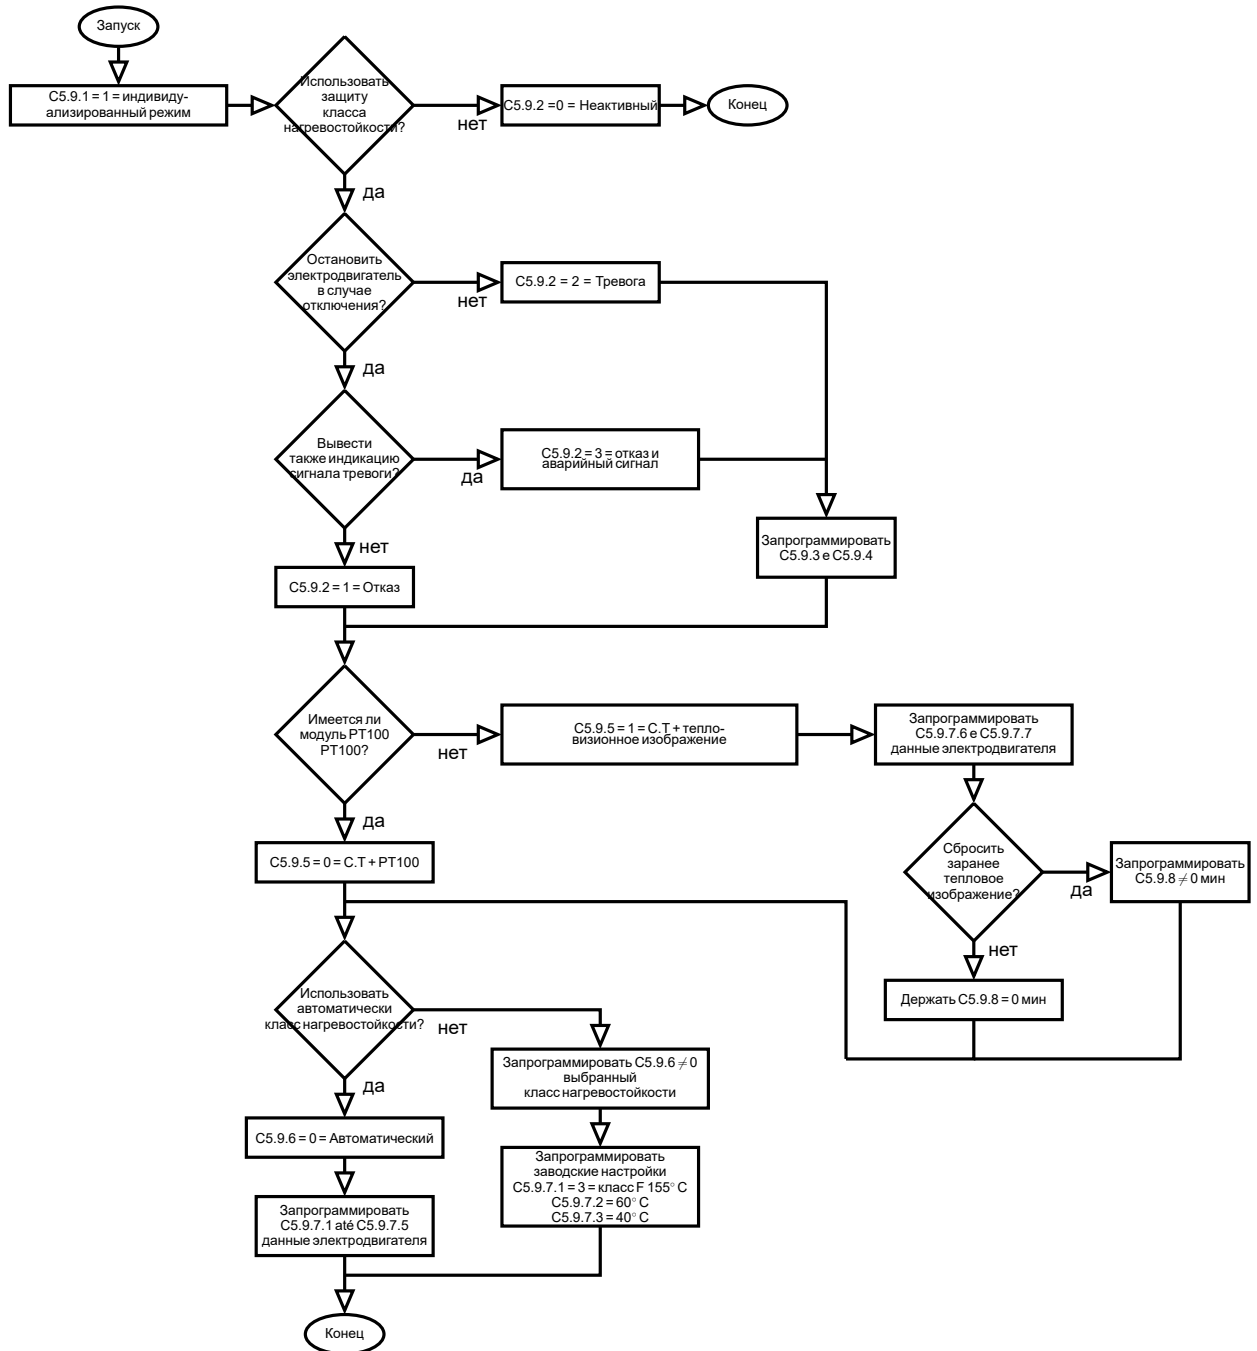 Запуск
C5.9.1 = 1 = индивиду-
ализированный режим
Использовать
защиту
класса
нагревостойкости?
нет
C5.9.2 =0 = Неактивный
Конец
да
Остановить
электродвигатель
в случае
отключения?
нет
C5.9.2 = 2 = Тревога
да
Вывести
также индикацию
сигнала тревоги?
да
C5.9.2 = 3 = отказ и
аварийный сигнал
нет
Запрограммировать
C5.9.3 e C5.9.4
C5.9.2 = 1 = Отказ
Имеется ли
модуль PT100
PT100?
нет
C5.9.5 = 1 = C.T + тепло-
визионное изображение
Запрограммировать
C5.9.7.6 e C5.9.7.7
данные электродвигателя
да
C5.9.5 = 0 = C.T + PT100
Сбросить
заранее
тепловое
изображение?
да
Запрограммировать
C5.9.8 ≠ 0 мин
нет
Держать C5.9.8 = 0 мин
Использовать
автоматически
класс нагревостойкости?
нет
Запрограммировать C5.9.6 ≠ 0
выбранный
класс нагревостойкости
да
C5.9.6 = 0 = Автоматический
Запрограммировать
заводские настройки
C5.9.7.1 = 3 = класс F 155° C
C5.9.7.2 = 60° C
C5.9.7.3 = 40° C
Запрограммировать
C5.9.7.1 até C5.9.7.5
данные электродвигателя
Конец